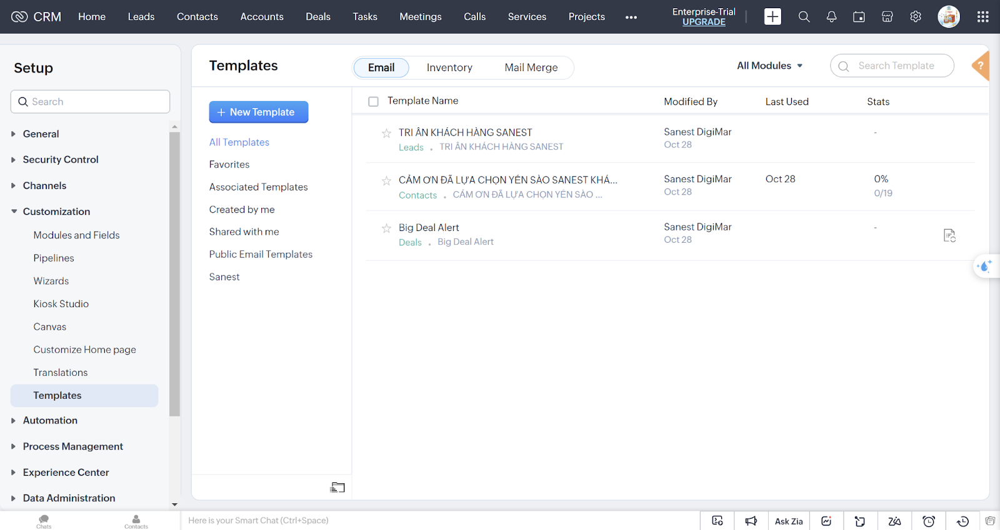 CRM Home Leads Contacts Accounts Deals Tasks Meetings Calls Services Projects ••• Enterprise-Trial
UPGRADE
Setup
Search
General
Security Control
Channels
Customization
Modules and Fields
Pipelines
Wizards
Kiosk Studio
Canvas
Customize Home page
Translations
Templates
Automation
Process Management
Experience Center
Data Administration
Templates
Email Inventory Mail Merge
All Modules
Search Template
?
+ New Template
All Templates
Favorites
Associated Templates
Created by me
Shared with me
Public Email Templates
Sanest
Template Name Modified By Last Used Stats
TRI ÂN KHÁCH HÀNG SANEST Sanest DigiMar -
Leads . TRI ÂN KHÁCH HÀNG SANEST Oct 28
CẢM ƠN ĐÃ LỰA CHỌN YẾN SÀO SANEST KHÁ... Sanest DigiMar Oct 28 0%
Contacts . CẢM ƠN ĐÃ LỰA CHỌN YẾN SÀO ... Oct 28 0/19
Big Deal Alert Sanest DigiMar -
Deals . Big Deal Alert Oct 28
Chats
Contacts
Here is your Smart Chat (Ctrl+Space)
Ask Zia